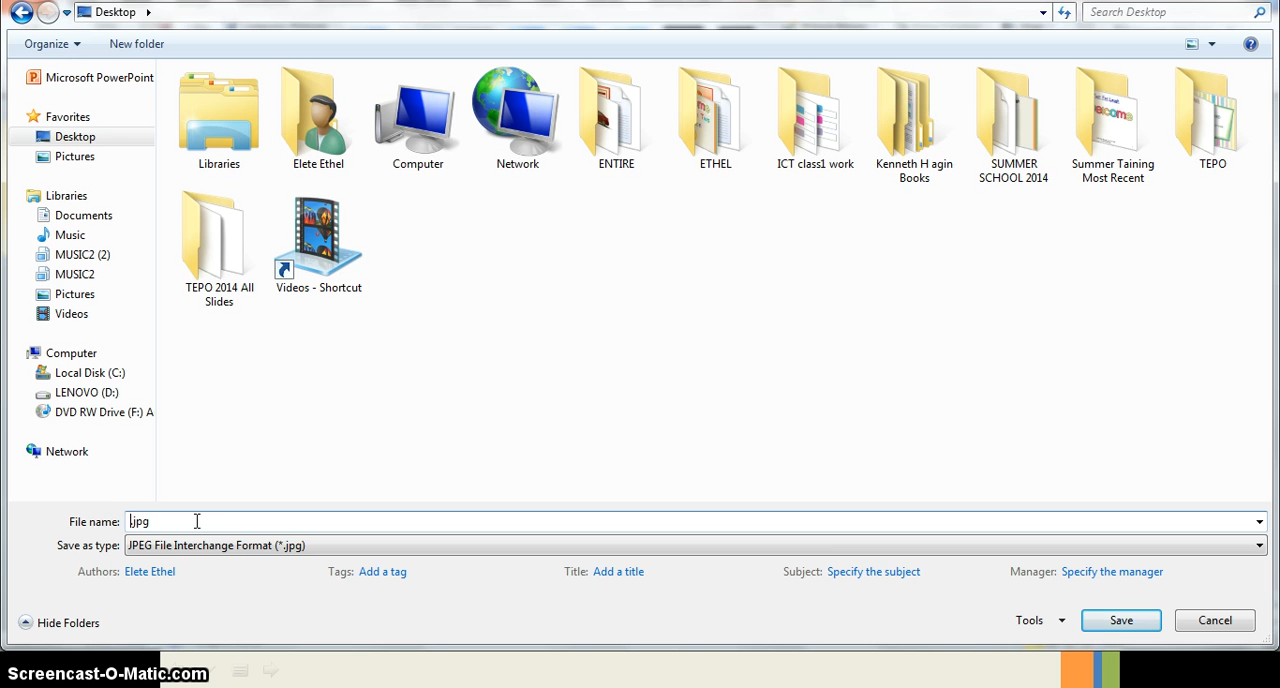 Desktop
Search Desktop
Organize
New folder
Microsoft PowerPoint
Favorites
Desktop
Pictures
Libraries
Documents
Music
MUSIC2 (2)
MUSIC2
Pictures
Videos
Computer
Local Disk (C:)
LENOVO (D:)
DVD RW Drive (F:) A
Network
Libraries
Elete Ethel
Computer
Network
ENTIRE
ETHEL
ICT class1 work
Kenneth H agin
Books
SUMMER
SCHOOL 2014
Summer Taining
Most Recent
TEPO
TEPO 2014 All
Slides
Videos - Shortcut
File name: .jpg
Save as type: JPEG File Interchange Format (*.jpg)
Authors: Elete Ethel Tags: Add a tag Title: Add a title Subject: Specify the subject Manager: Specify the manager
Hide Folders
Tools
Save
Cancel
Screencast-O-Matic.com